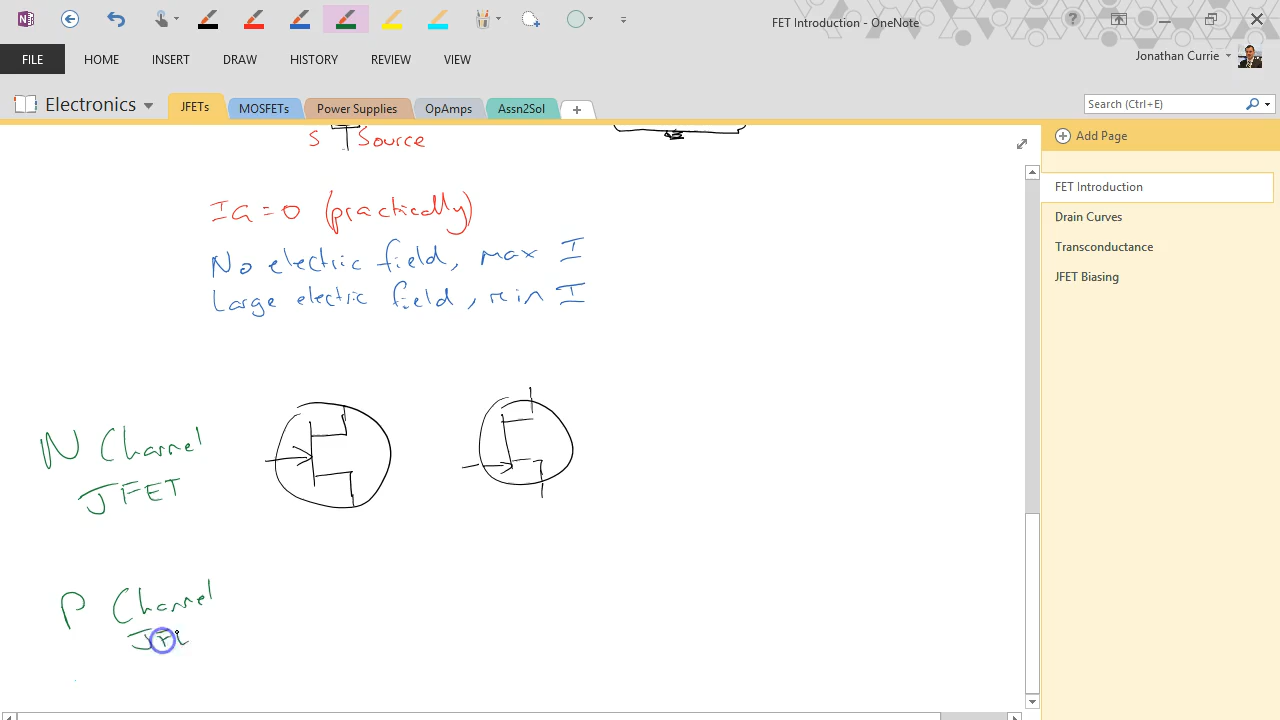 FET Introduction - OneNote
FILE HOME INSERT DRAW HISTORY REVIEW VIEW
Jonathan Currie
Electronics JFETs MOSFETs Power Supplies OpAmps Assn2Sol
Search (Ctrl+E)
Add Page
FET Introduction
Drain Curves
Transconductance
JFET Biasing
S Source
IG = 0 (practically)
No electric field, max I
Large electric field, min I
N Channel
JFET
P Channel